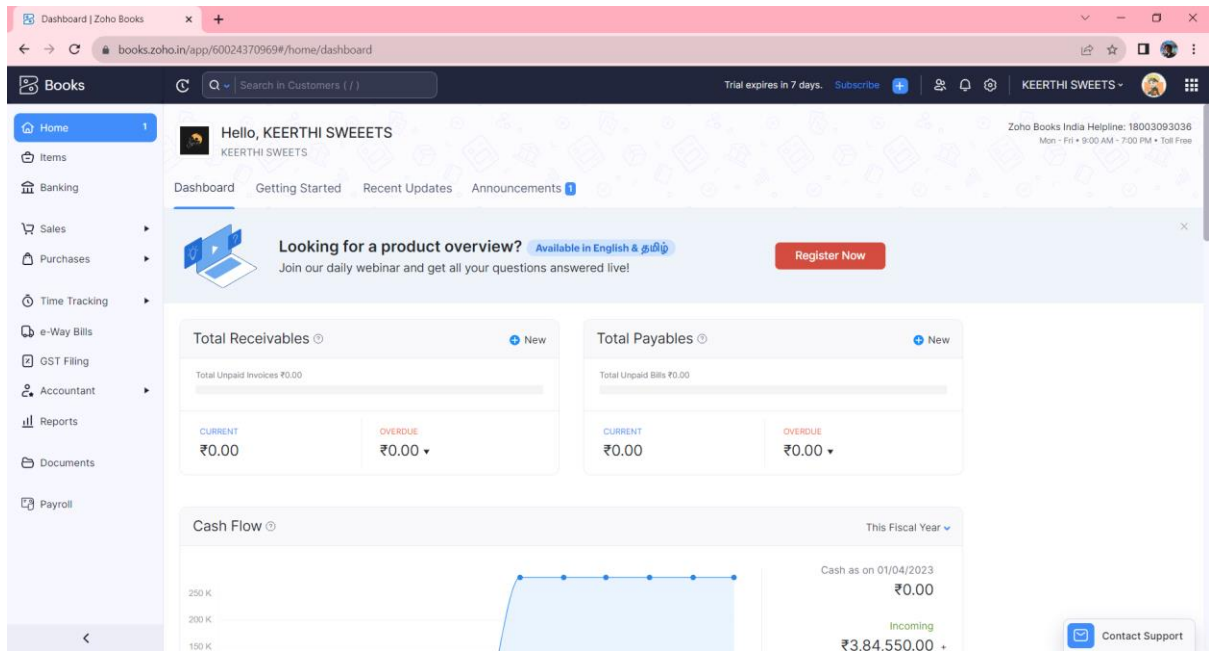 Dashboard | Zoho Books
books.zoho.in/app/60024370969#/home/dashboard
Books
Search in Customers ( / )
Trial expires in 7 days. Subscribe
KEERTHI SWEETS
Home 1
Items
Banking
Sales
Purchases
Time Tracking
e-Way Bills
GST Filing
Accountant
Reports
Documents
Payroll
Hello, KEERTHI SWEEETS
KEERTHI SWEETS
Zoho Books India Helpline: 18003093036
Mon - Fri • 9:00 AM - 7:00 PM • Toll Free
Dashboard Getting Started Recent Updates Announcements 1
Looking for a product overview? Available in English & தமிழ்
Join our daily webinar and get all your questions answered live!
Register Now
Total Receivables
New
Total Unpaid Invoices ₹0.00
CURRENT
₹0.00
OVERDUE
₹0.00
Total Payables
New
Total Unpaid Bills ₹0.00
CURRENT
₹0.00
OVERDUE
₹0.00
Cash Flow
This Fiscal Year
250 K
200 K
150 K
Cash as on 01/04/2023
₹0.00
Incoming
₹3,84,550.00 +
Contact Support